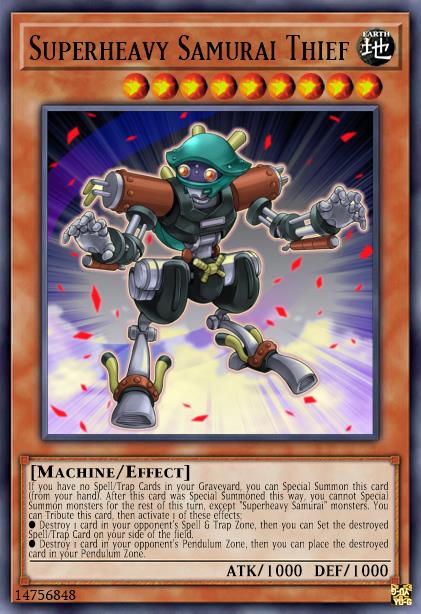 Superheavy Samurai Thief
EARTH
地
[Machine/Effect]
If you have no Spell/Trap Cards in your Graveyard, you can Special Summon this card
(from your hand). After this card was Special Summoned this way, you cannot Special
Summon monsters for the rest of this turn, except "Superheavy Samurai" monsters. You
can Tribute this card, then activate 1 of these effects;
● Destroy 1 card in your opponent's Spell & Trap Zone, then you can Set the destroyed
Spell/Trap Card on your side of the field.
● Destroy 1 card in your opponent's Pendulum Zone, then you can place the destroyed
card in your Pendulum Zone.
ATK/1000 DEF/1000
14756848